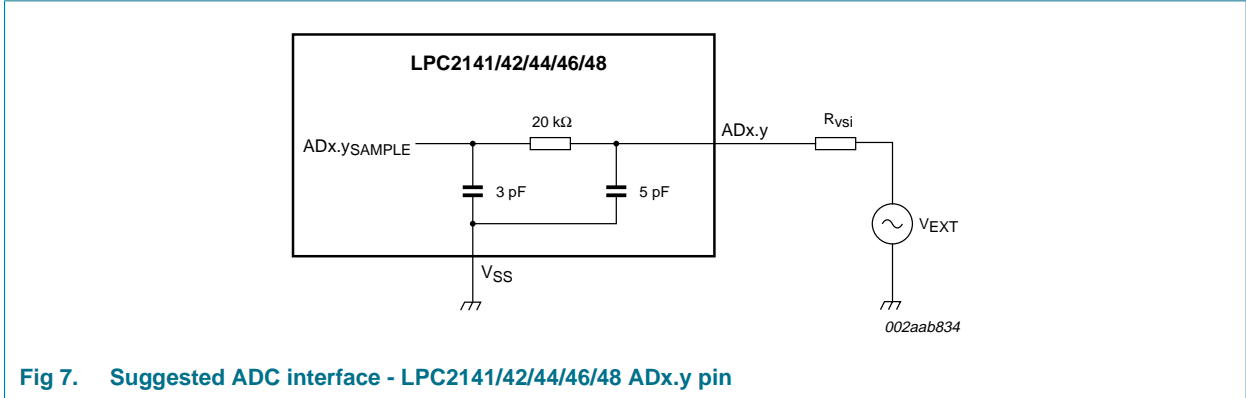 LPC2141/42/44/46/48
20 kΩ
ADx.y
Rvsi
ADx.ySAMPLE
3 pF
5 pF
VEXT
VSS
002aab834
Fig 7. Suggested ADC interface - LPC2141/42/44/46/48 ADx.y pin